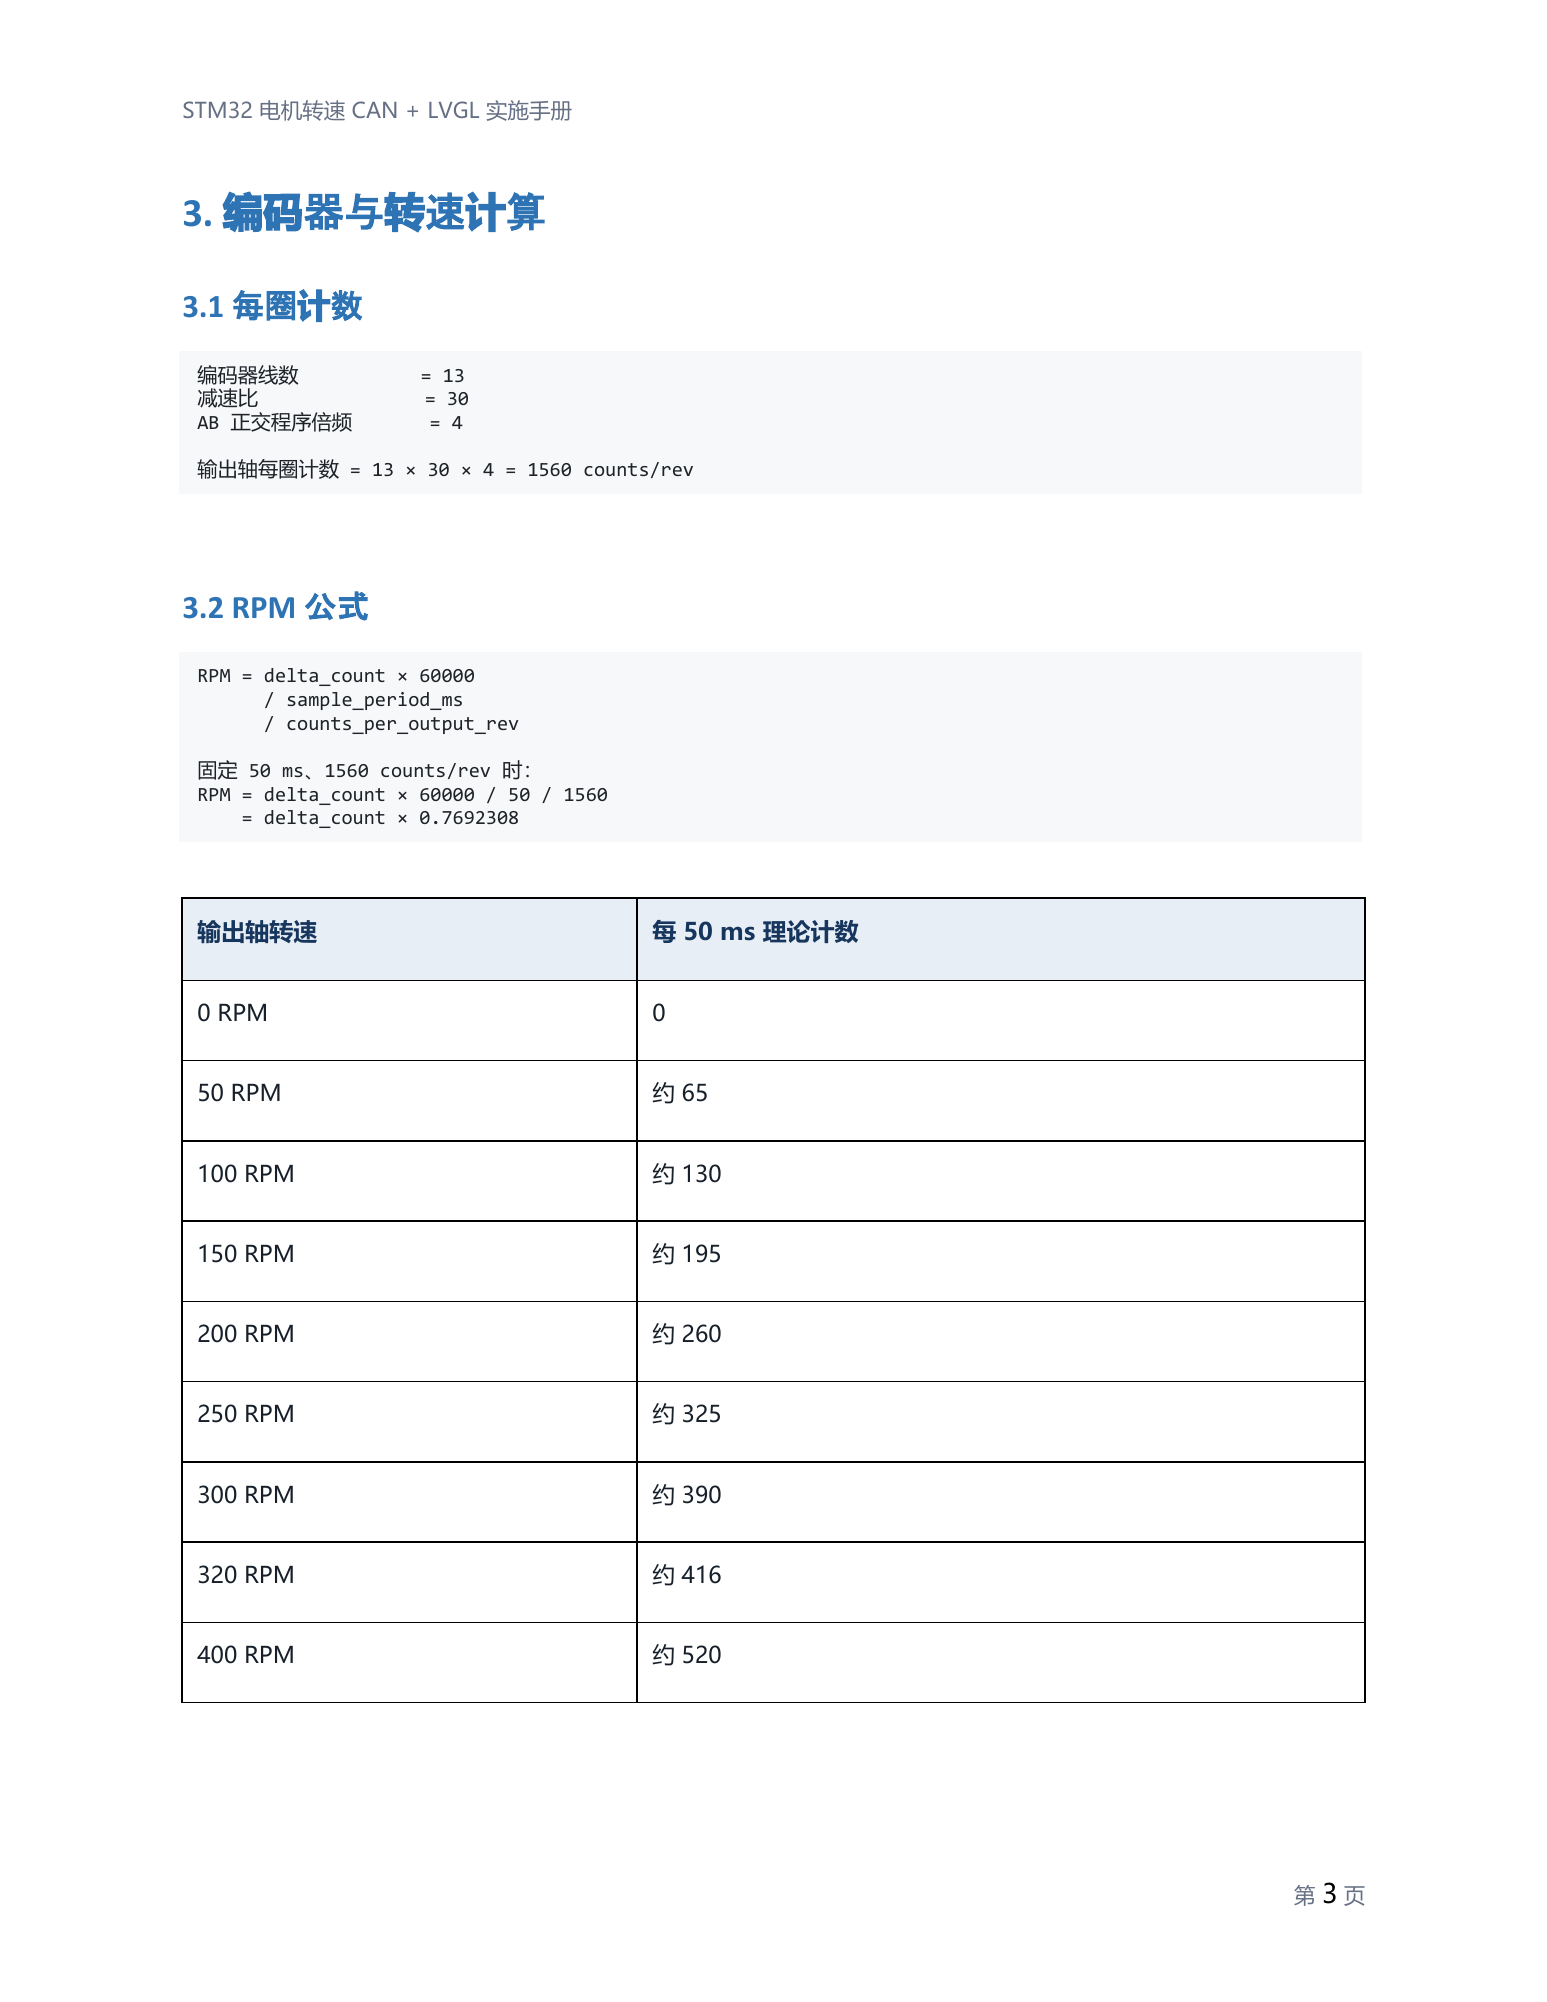 STM32 电机转速 CAN + LVGL 实施手册
3. 编码器与转速计算
3.1 每圈计数
编码器线数 = 13
减速比 = 30
AB 正交程序倍频 = 4
输出轴每圈计数 = 13 × 30 × 4 = 1560 counts/rev
3.2 RPM 公式
RPM = delta_count × 60000
/ sample_period_ms
/ counts_per_output_rev
固定 50 ms、1560 counts/rev 时：
RPM = delta_count × 60000 / 50 / 1560
= delta_count × 0.7692308
输出轴转速 每 50 ms 理论计数
0 RPM 0
50 RPM 约 65
100 RPM 约 130
150 RPM 约 195
200 RPM 约 260
250 RPM 约 325
300 RPM 约 390
320 RPM 约 416
400 RPM 约 520
第 3 页